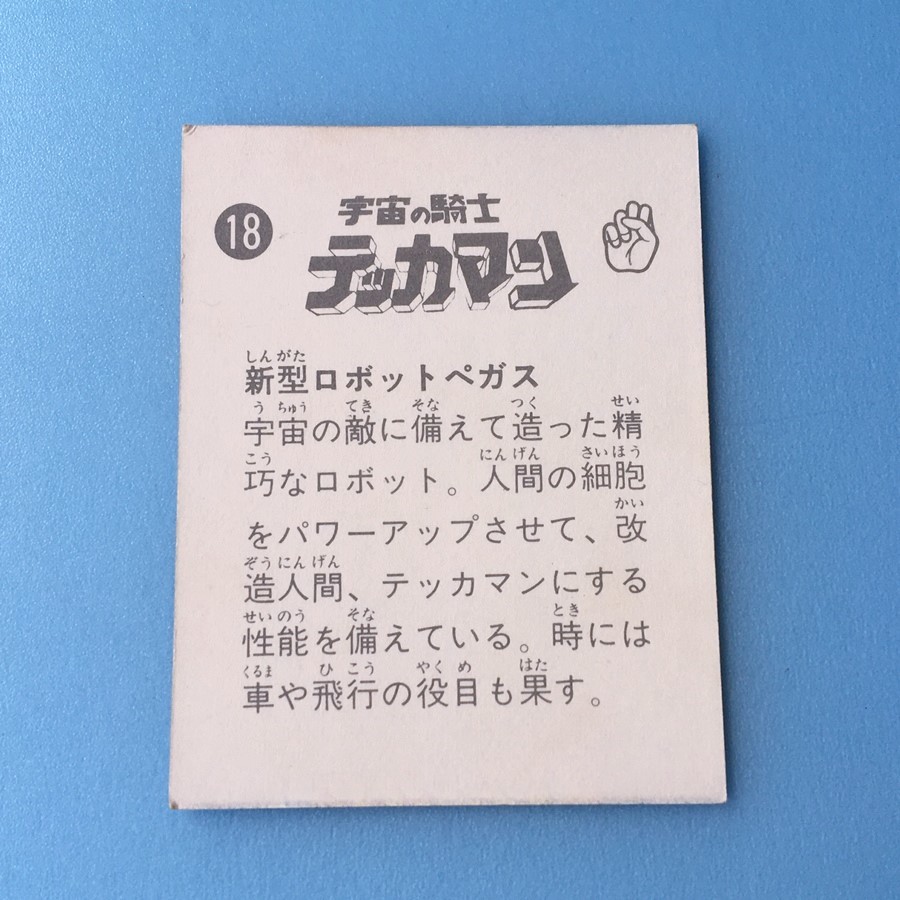 18
宇宙の騎士
テッカマン
しんがた
新型ロボットペガス
うちゅう てき そな つく せい
宇宙の敵に備えて造った精
こう にんげん さいほう
巧なロボット。人間の細胞
かい
をパワーアップさせて、改
ぞうにんげん
造人間、テッカマンにする
せいのう そな とき
性能を備えている。時には
くるま ひこう やくめ はた
車や飛行の役目も果す。